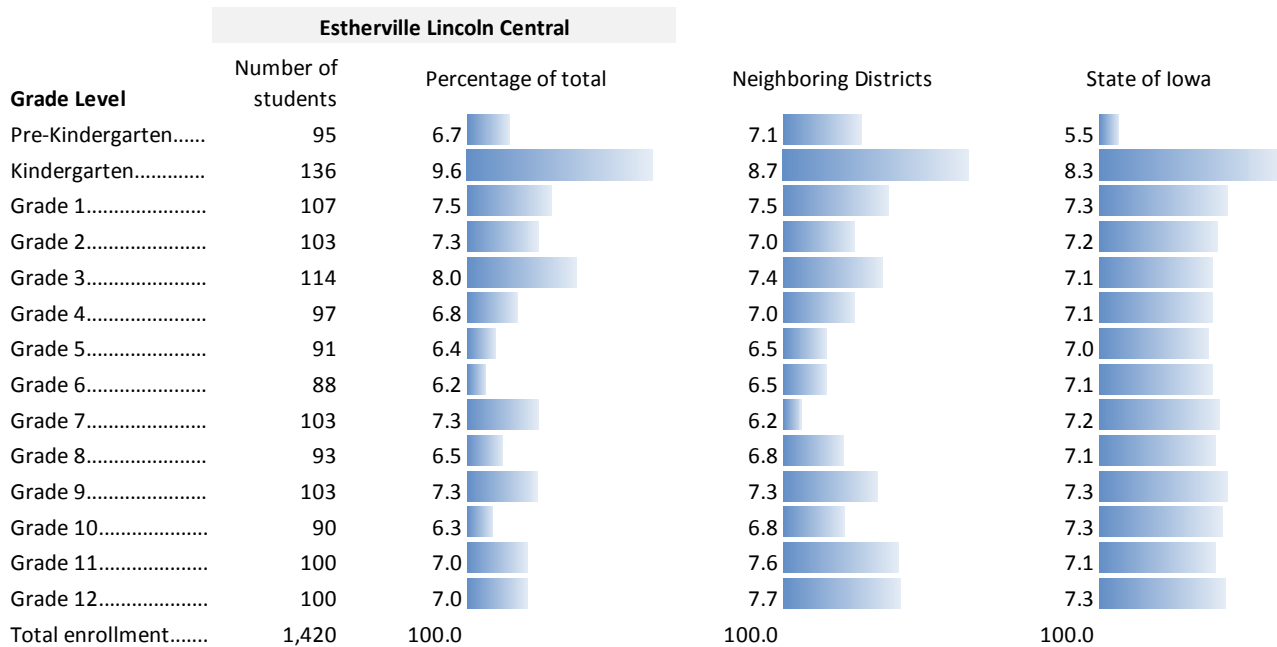 Estherville Lincoln Central
Number of
students
Percentage of total
Neighboring Districts
State of Iowa
Grade Level
Pre-Kindergarten...... 95 6.7 7.1 5.5
Kindergarten............. 136 9.6 8.7 8.3
Grade 1...................... 107 7.5 7.5 7.3
Grade 2...................... 103 7.3 7.0 7.2
Grade 3...................... 114 8.0 7.4 7.1
Grade 4...................... 97 6.8 7.0 7.1
Grade 5...................... 91 6.4 6.5 7.0
Grade 6...................... 88 6.2 6.5 7.1
Grade 7...................... 103 7.3 6.2 7.2
Grade 8...................... 93 6.5 6.8 7.1
Grade 9...................... 103 7.3 7.3 7.3
Grade 10.................... 90 6.3 6.8 7.3
Grade 11.................... 100 7.0 7.6 7.1
Grade 12.................... 100 7.0 7.7 7.3
Total enrollment....... 1,420 100.0 100.0 100.0